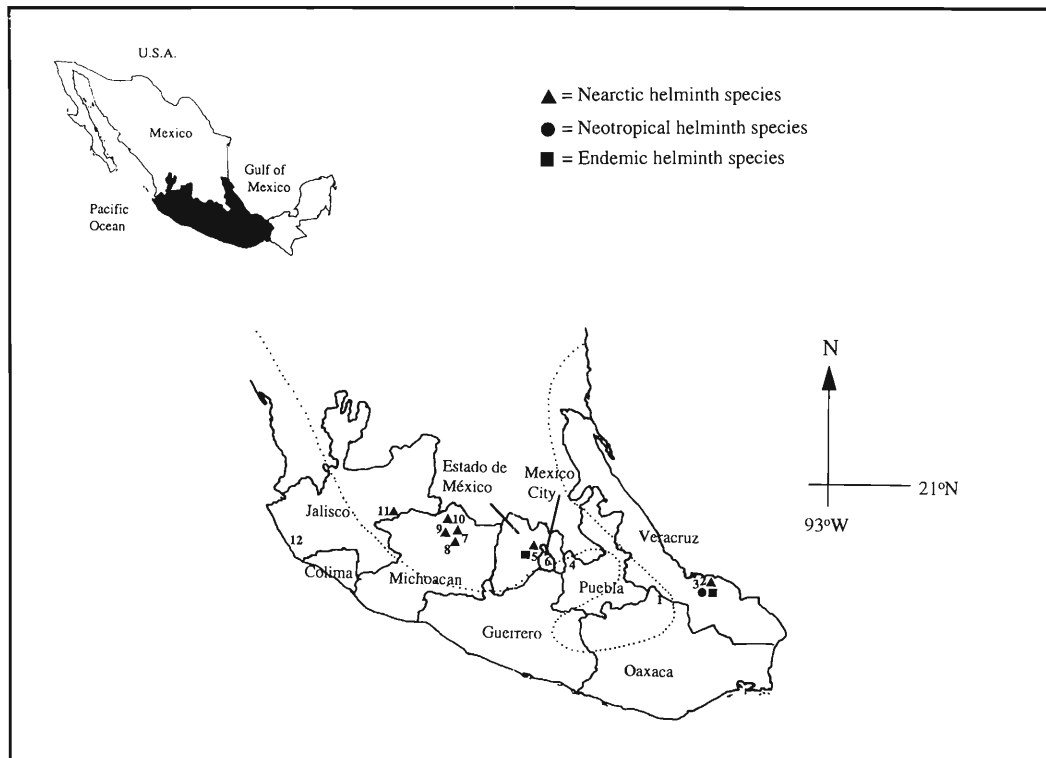 U.S.A.
Mexico
Gulf of
Mexico
Pacific
Ocean
▲ = Nearctic helminth species
● = Neotropical helminth species
■ = Endemic helminth species
N
21ºN
93ºW
Estado de
México
Mexico
City
Jalisco
11
10
9
7
8
12
Colima
Michoacan
5
6
4
Puebla
Veracruz
2
3
1
Guerrero
Oaxaca